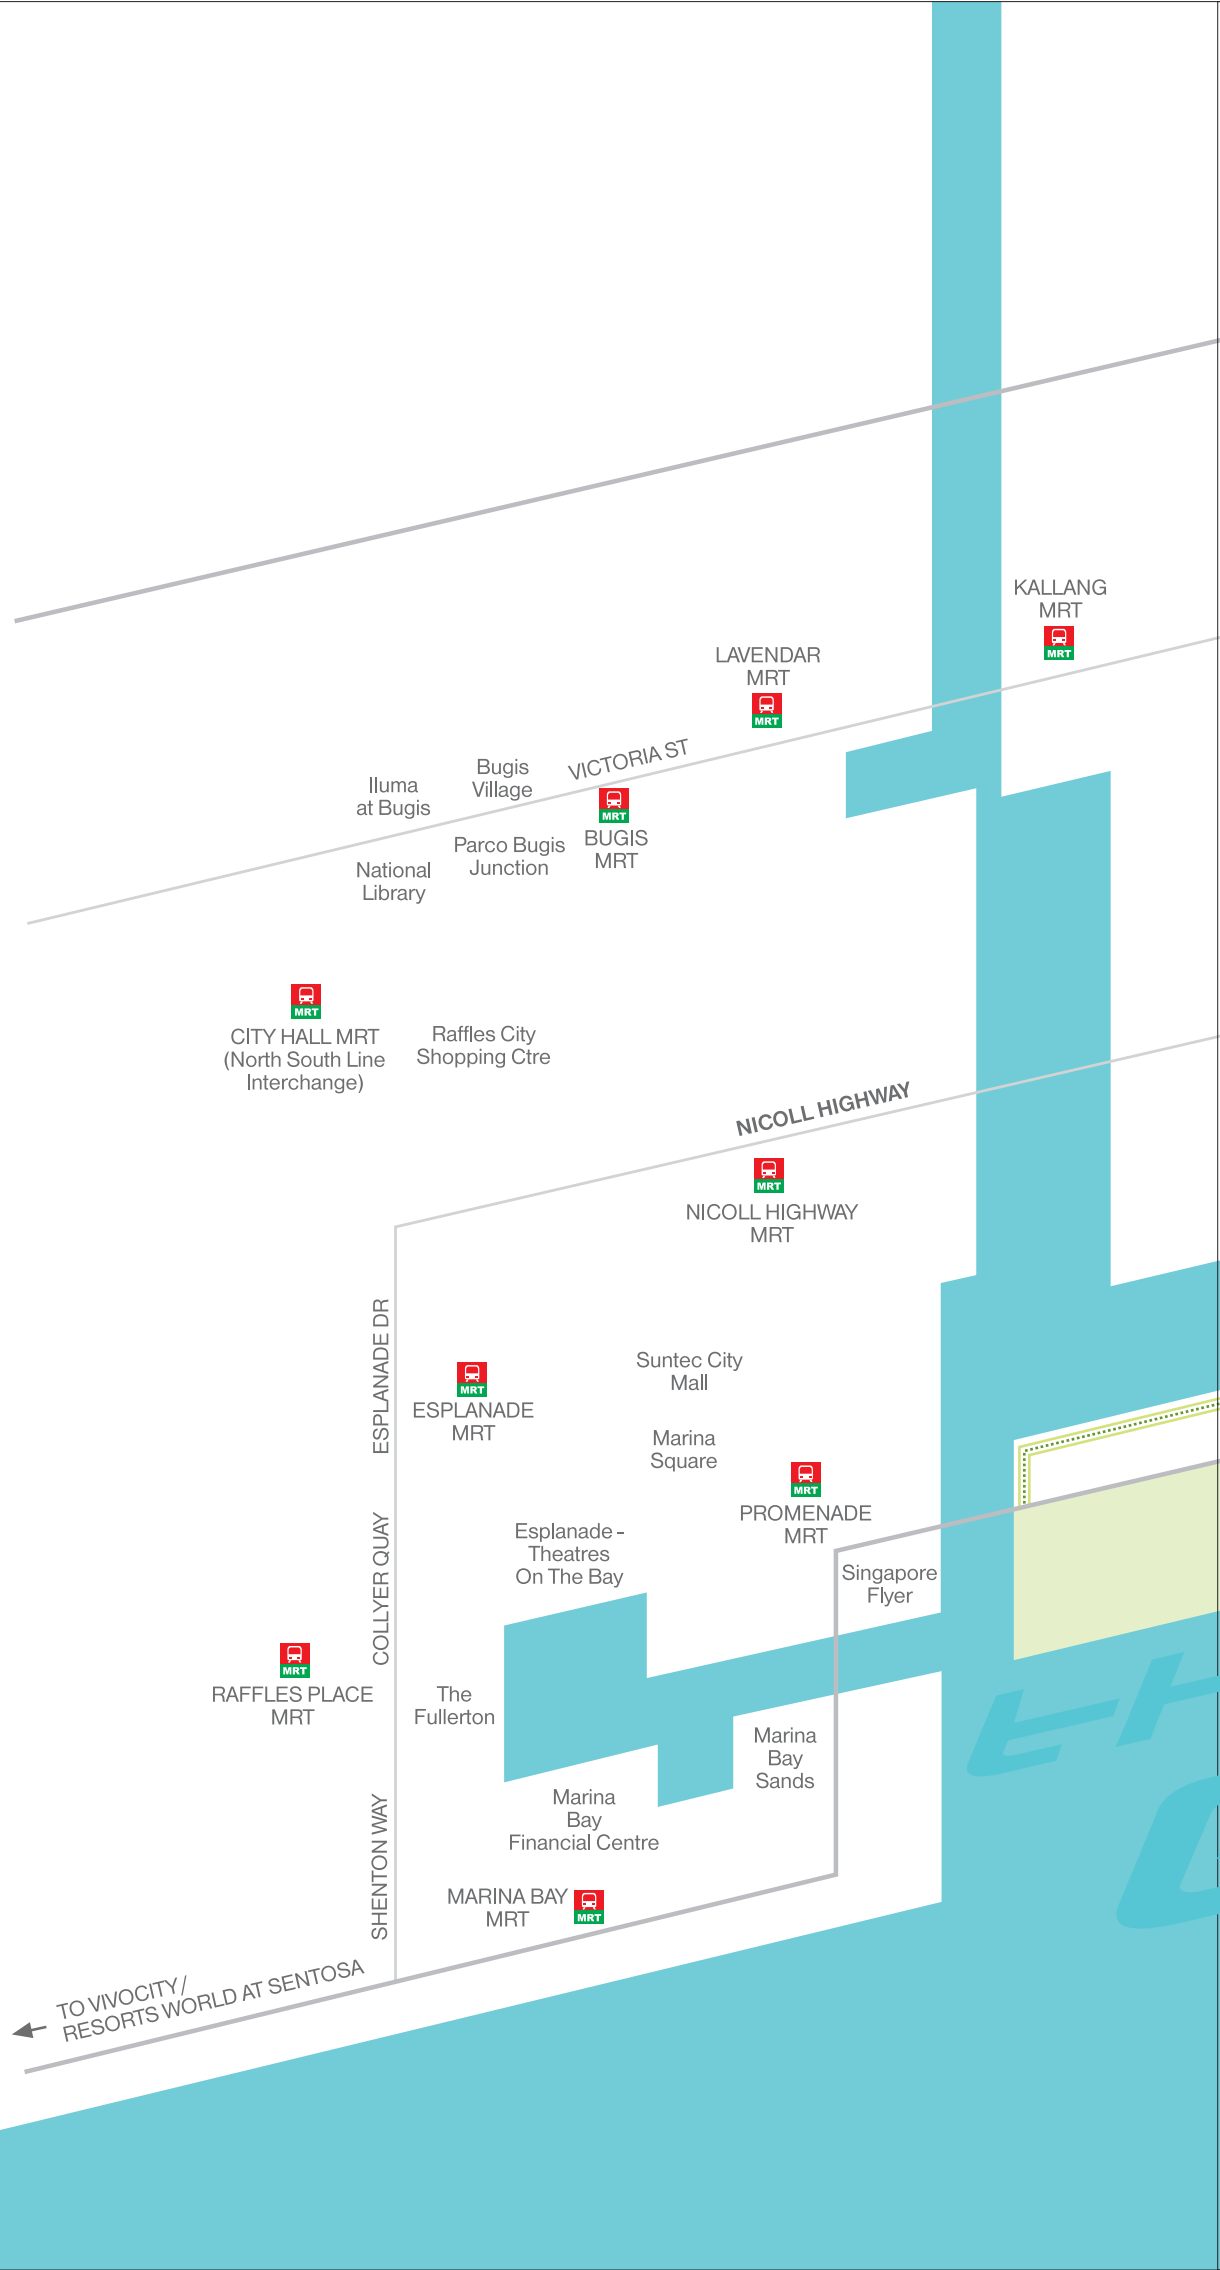 KALLANG
MRT
MRT
LAVENDAR
MRT
MRT
VICTORIA ST
Bugis
Village
Iluma
at Bugis
MRT
BUGIS
MRT
Parco Bugis
Junction
National
Library
MRT
CITY HALL MRT
(North South Line
Interchange)
Raffles City
Shopping Ctre
NICOLL HIGHWAY
MRT
NICOLL HIGHWAY
MRT
ESPLANADE DR
MRT
ESPLANADE
MRT
Suntec City
Mall
Marina
Square
MRT
PROMENADE
MRT
COLLYER QUAY
Esplanade -
Theatres
On The Bay
Singapore
Flyer
MRT
RAFFLES PLACE
MRT
The
Fullerton
Marina
Bay
Sands
Marina
Bay
Financial Centre
SHENTON WAY
MARINA BAY
MRT
MRT
TO VIVOCITY/
RESORTS WORLD AT SENTOSA